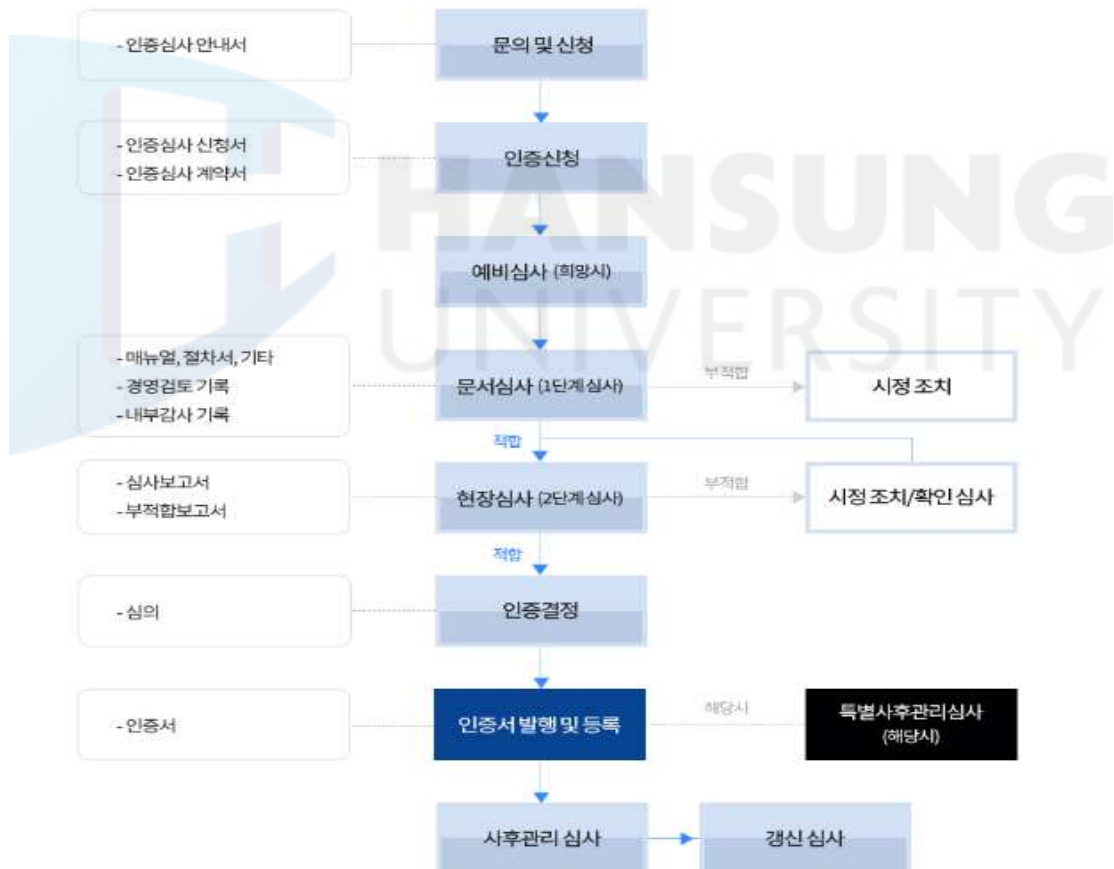 - 인증심사 안내서
문의 및 신청
- 인증심사 신청서
- 인증심사 계약서
인증신청
HANSUNG
UNIVERSITY
예비심사 (희망시)
- 매뉴얼, 절차서, 기타
- 경영검토 기록
- 내부감사 기록
문서심사 (1단계 심사)
부적합
시정 조치
적합
- 심사보고서
- 부적합보고서
현장심사 (2단계 심사)
부적합
시정 조치/확인 심사
적합
- 심의
인증결정
- 인증서
인증서 발행 및 등록
해당시
특별사후관리심사
(해당시)
사후관리 심사
갱신 심사